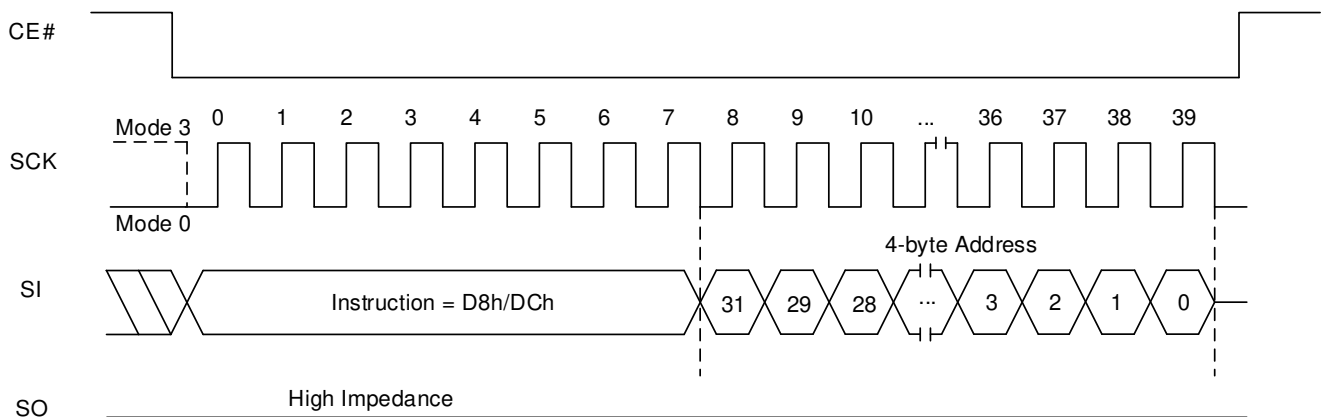 CE#
0 1 2 3 4 5 6 7 8 9 10 ... 36 37 38 39
Mode 3
SCK
Mode 0
4-byte Address
SI
Instruction = D8h/DCh 31 29 28 ... 3 2 1 0
High Impedance
SO